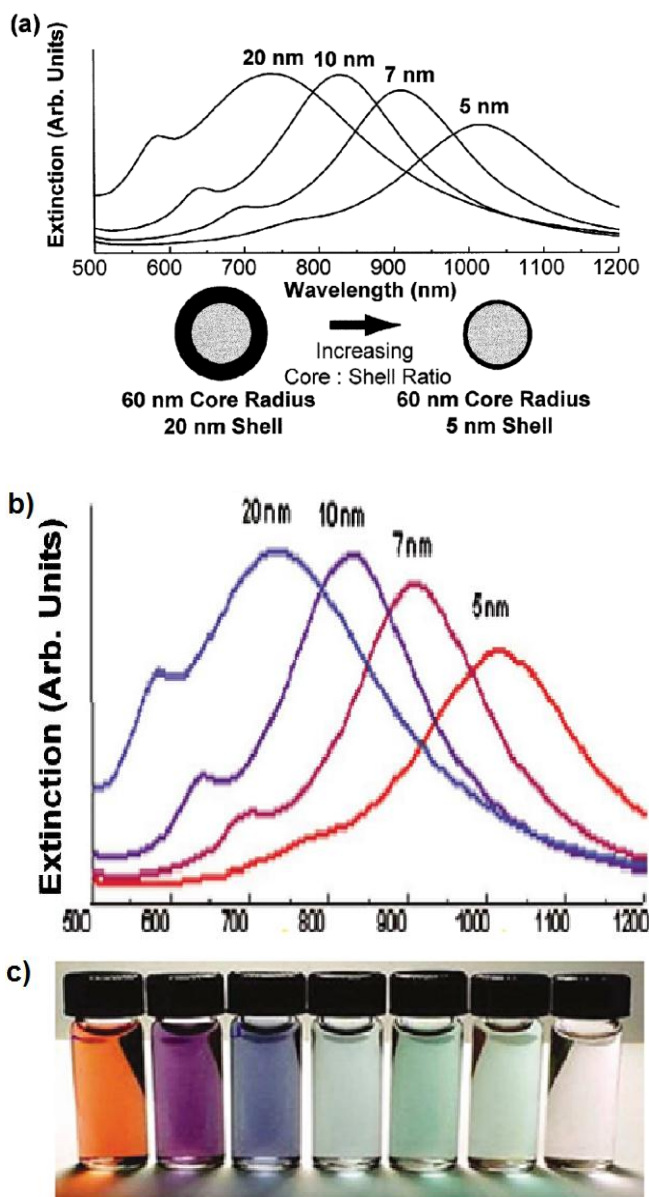 (a)
Extinction (Arb. Units)
20 nm 10 nm
7 nm
5 nm
500 600 700 800 900 1000 1100 1200
Wavelength (nm)
Increasing
Core : Shell Ratio
60 nm Core Radius
20 nm Shell
60 nm Core Radius
5 nm Shell
b)
Extinction (Arb. Units)
20nm 10nm
7nm
5nm
500 600 700 800 900 1000 1100 1200
c)